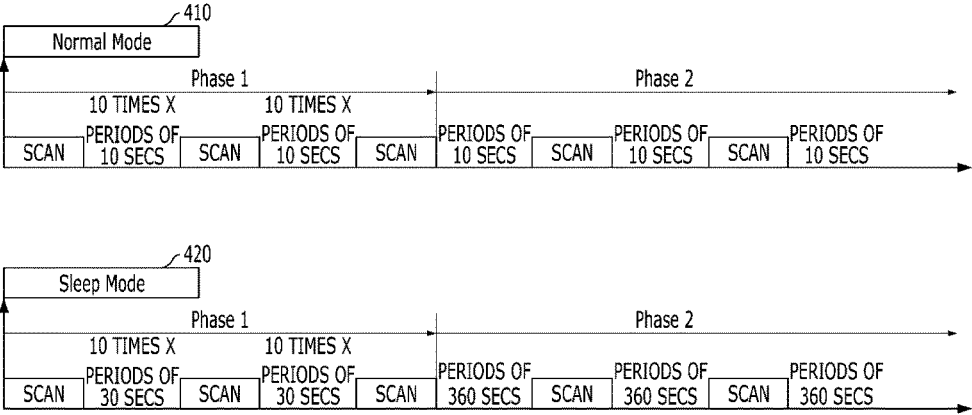 410
Normal Mode
Phase 1
Phase 2
10 TIMES X
10 TIMES X
SCAN
PERIODS OF
10 SECS
SCAN
PERIODS OF
10 SECS
SCAN
PERIODS OF
10 SECS
SCAN
PERIODS OF
10 SECS
SCAN
PERIODS OF
10 SECS
420
Sleep Mode
Phase 1
Phase 2
10 TIMES X
10 TIMES X
SCAN
PERIODS OF
30 SECS
SCAN
PERIODS OF
30 SECS
SCAN
PERIODS OF
360 SECS
SCAN
PERIODS OF
360 SECS
SCAN
PERIODS OF
360 SECS